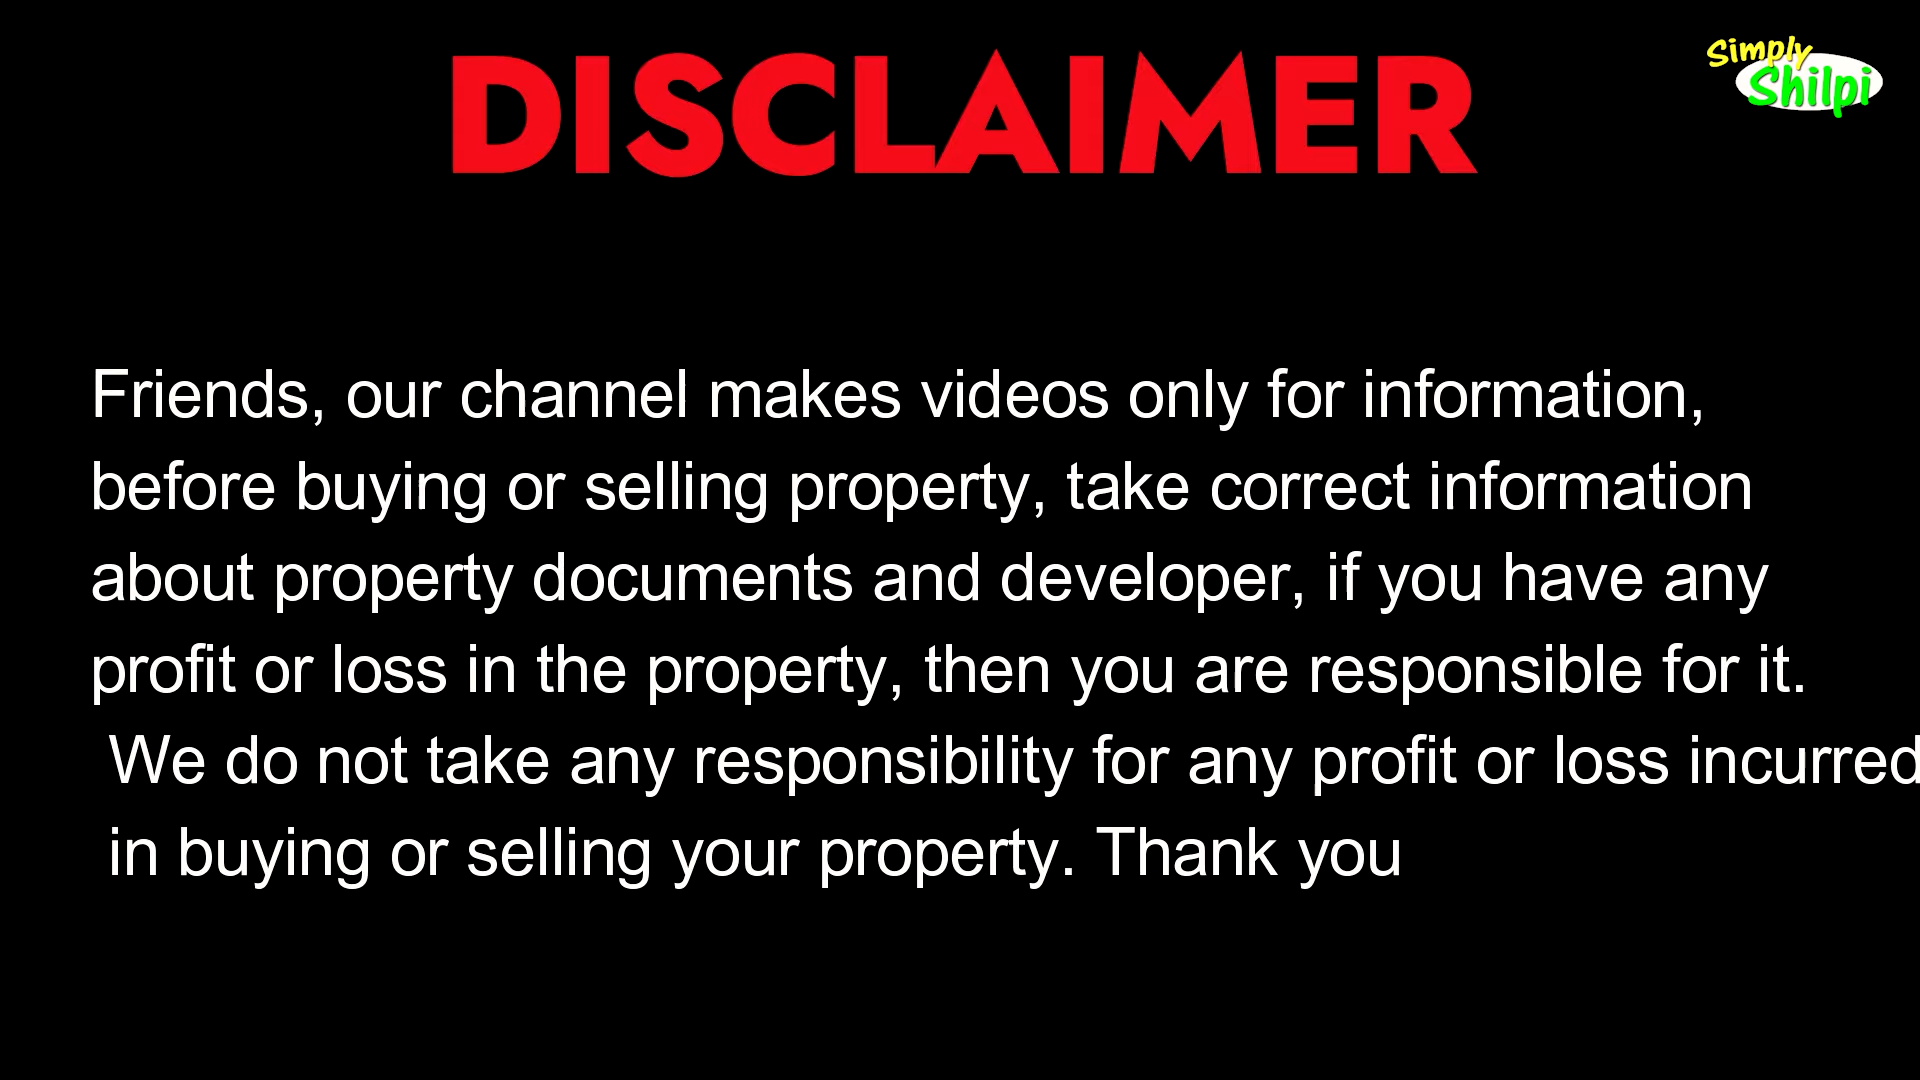 DISCLAIMER
Simply
Shilpi
Friends, our channel makes videos only for information,
before buying or selling property, take correct information
about property documents and developer, if you have any
profit or loss in the property, then you are responsible for it.
We do not take any responsibility for any profit or loss incurred
in buying or selling your property. Thank you